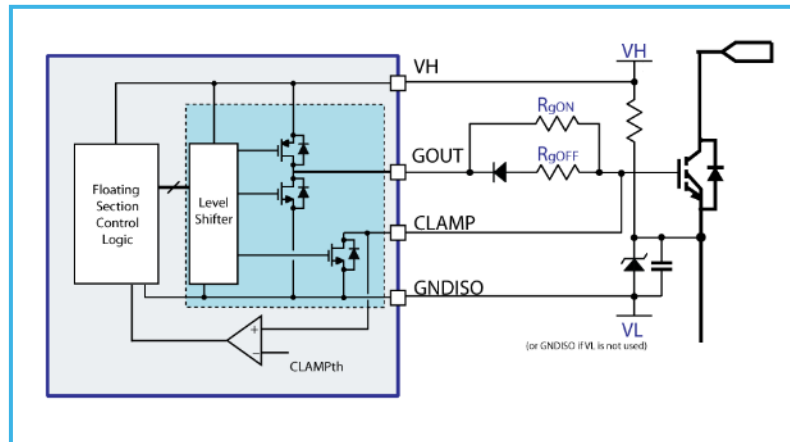 VH
VH
RgON
GOUT
RgOFF
Floating
Section
Control
Logic
Level
Shifter
CLAMP
GNDISO
+
−
CLAMPth
VL
(or GNDISO if VL is not used)